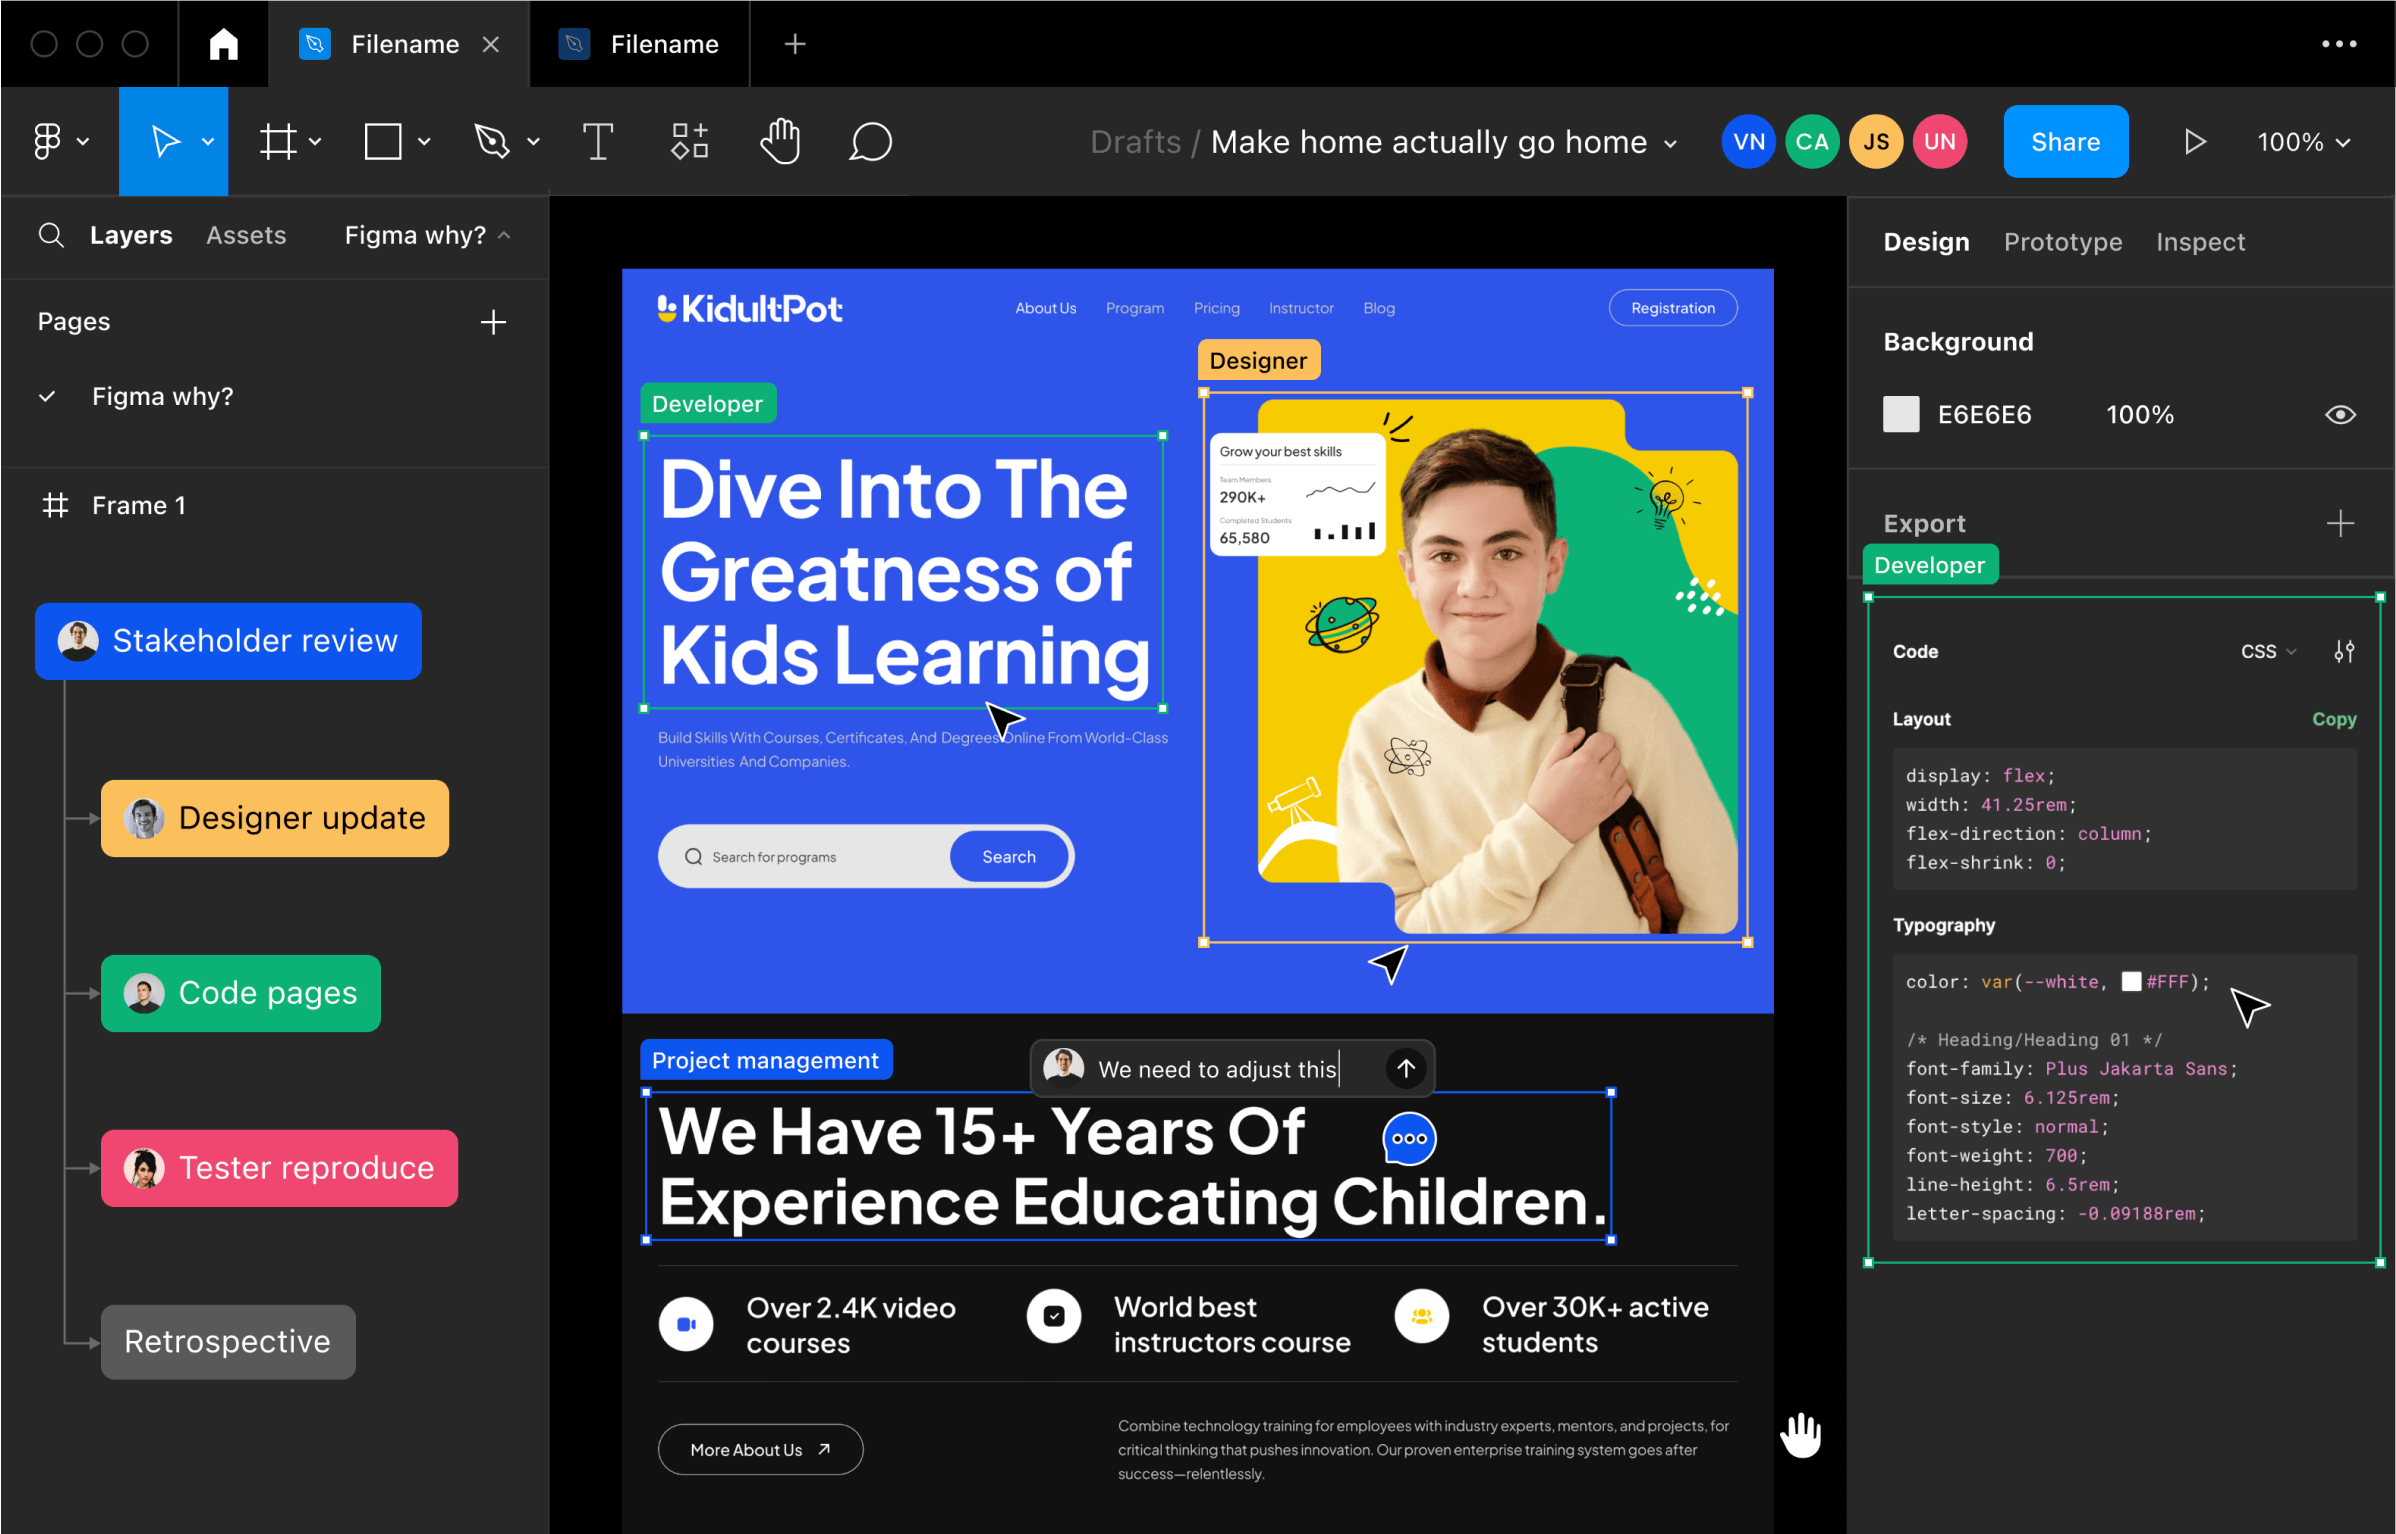 Filename
Filename
Drafts / Make home actually go home
VN
CA
JS
UN
Share
100%
Layers
Assets
Figma why?
Pages
Figma why?
Frame 1
Stakeholder review
Designer update
Code pages
Tester reproduce
Retrospective
KidultPot
About Us
Program
Pricing
Instructor
Blog
Registration
Developer
Dive Into The
Greatness of
Kids Learning
Build Skills With Courses, Certificates, And Degrees Online From World-Class
Universities And Companies.
Search for programs
Search
Designer
Grow your best skills
Team Members
290K+
Completed Students
65,580
Project management
We need to adjust this
We Have 15+ Years Of
Experience Educating Children.
Over 2.4K video
courses
World best
instructors course
Over 30K+ active
students
More About Us
Combine technology training for employees with industry experts, mentors, and projects, for
critical thinking that pushes innovation. Our proven enterprise training system goes after
success—relentlessly.
Design
Prototype
Inspect
Background
E6E6E6
100%
Export
Developer
Code
CSS
Layout
Copy
display: flex;
width: 41.25rem;
flex-direction: column;
flex-shrink: 0;
Typography
color: var(--white, #FFF);
/* Heading/Heading 01 */
font-family: Plus Jakarta Sans;
font-size: 6.125rem;
font-style: normal;
font-weight: 700;
line-height: 6.5rem;
letter-spacing: -0.09188rem;